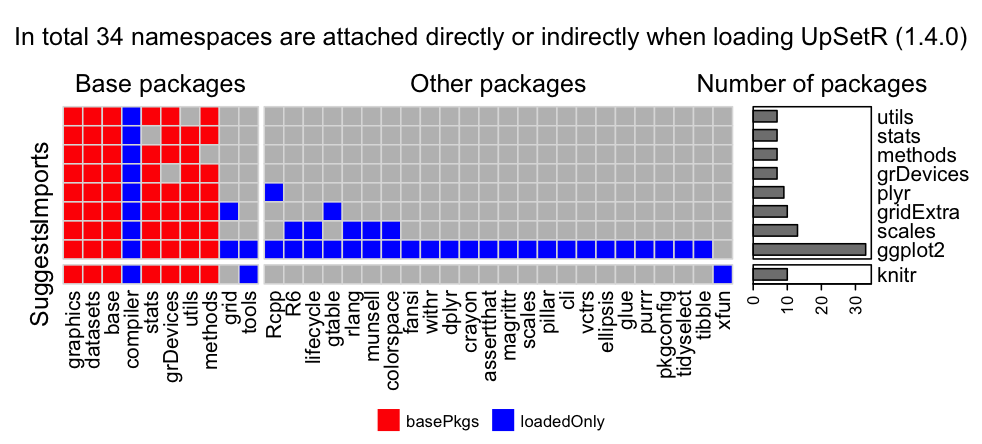 In total 34 namespaces are attached directly or indirectly when loading UpSetR (1.4.0)
Base packages
Other packages
Number of packages
Imports
Suggests
utils
stats
methods
grDevices
plyr
gridExtra
scales
ggplot2
knitr
0
10
20
30
graphics
datasets
base
compiler
stats
grDevices
utils
methods
grid
tools
Rcpp
R6
lifecycle
gtable
rlang
munsell
colorspace
fansi
withr
dplyr
crayon
assertthat
magrittr
scales
pillar
cli
vctrs
ellipsis
glue
purrr
pkgconfig
tidyselect
tibble
xfun
basePkgs
loadedOnly